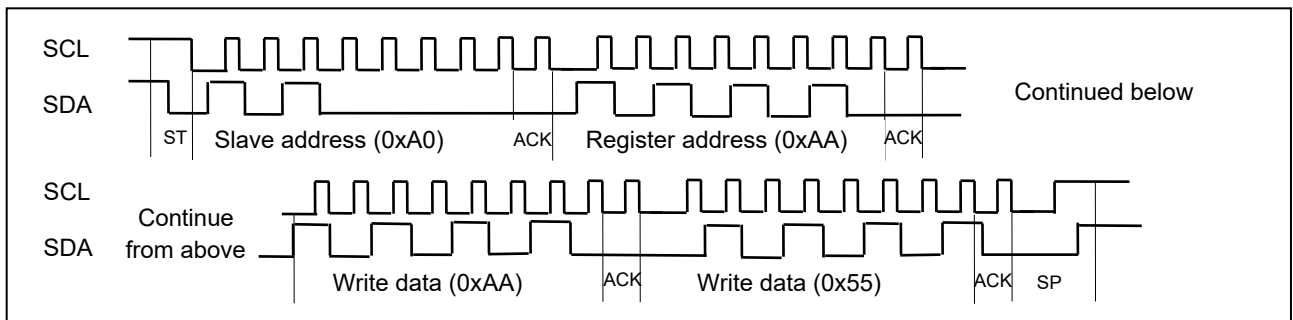 SCL
SDA
Continued below
ST Slave address (0xA0) ACK Register address (0xAA) ACK
SCL
Continue
from above
SDA
Write data (0xAA) ACK Write data (0x55) ACK SP